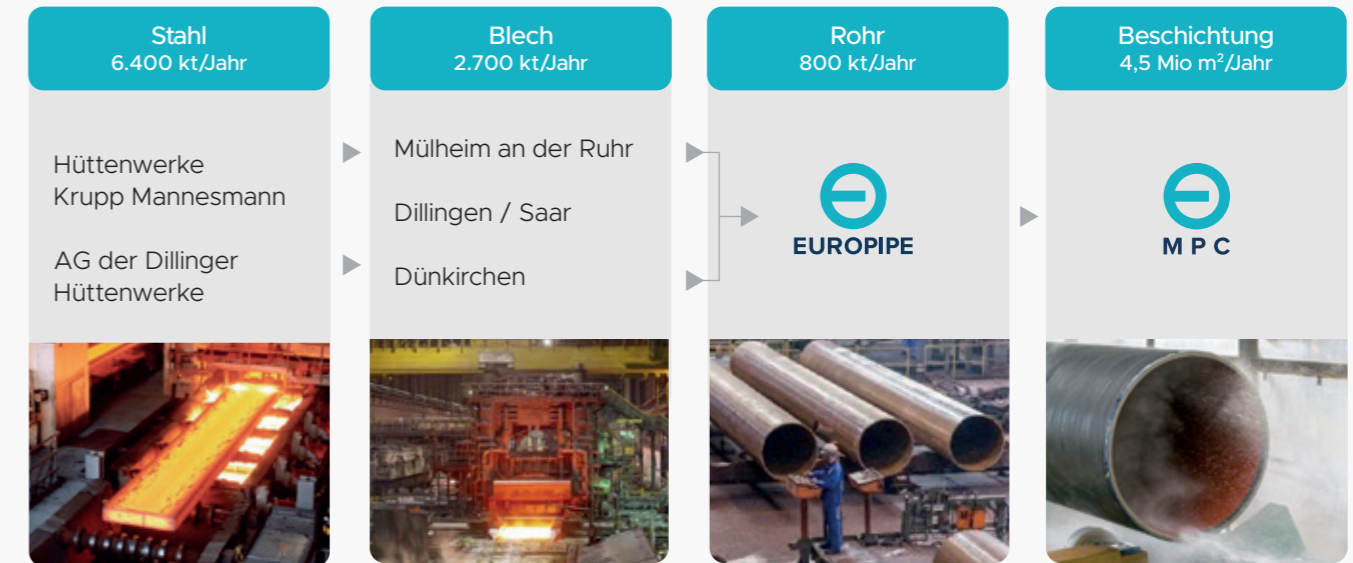 Stahl
6.400 kt/Jahr
Hüttenwerke
Krupp Mannesmann
AG der Dillinger
Hüttenwerke
Blech
2.700 kt/Jahr
Mülheim an der Ruhr
Dillingen / Saar
Dünkirchen
Rohr
800 kt/Jahr
EUROPIPE
Beschichtung
4,5 Mio m²/Jahr
M P C